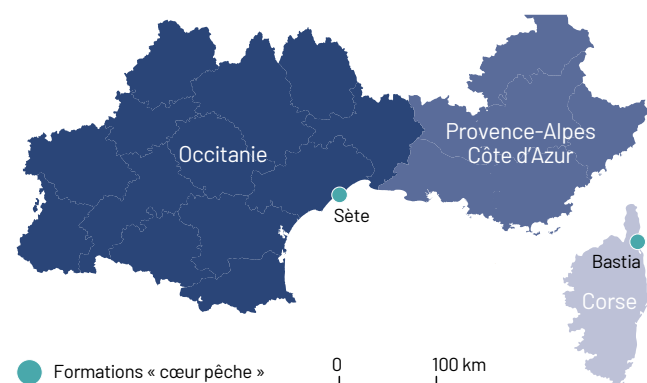 Occitanie
Provence-Alpes
Côte d'Azur
Sète
Bastia
Corse
Formations « cœur pêche »
0
100 km